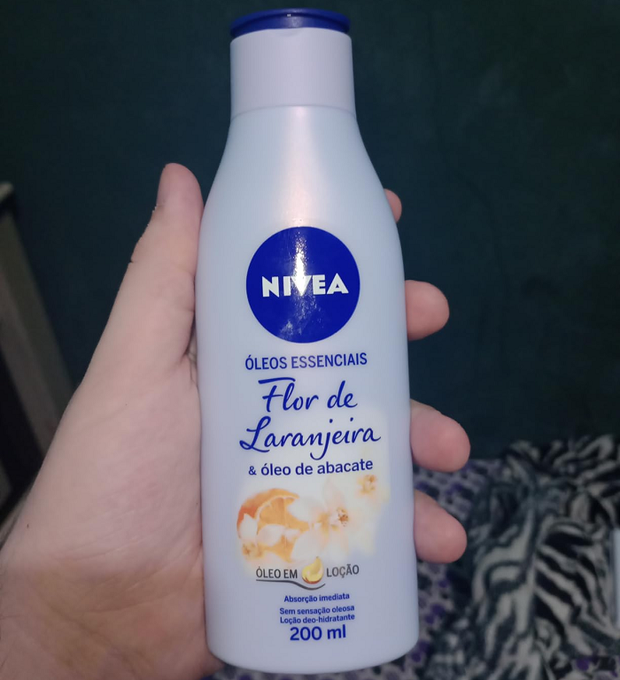 NIVEA
ÓLEOS ESSENCIAIS
Flor de
Laranjeira
& óleo de abacate
ÓLEO EM LOÇÃO
Absorção imediata
Sem sensação oleosa
Loção deo-hidratante
200 ml